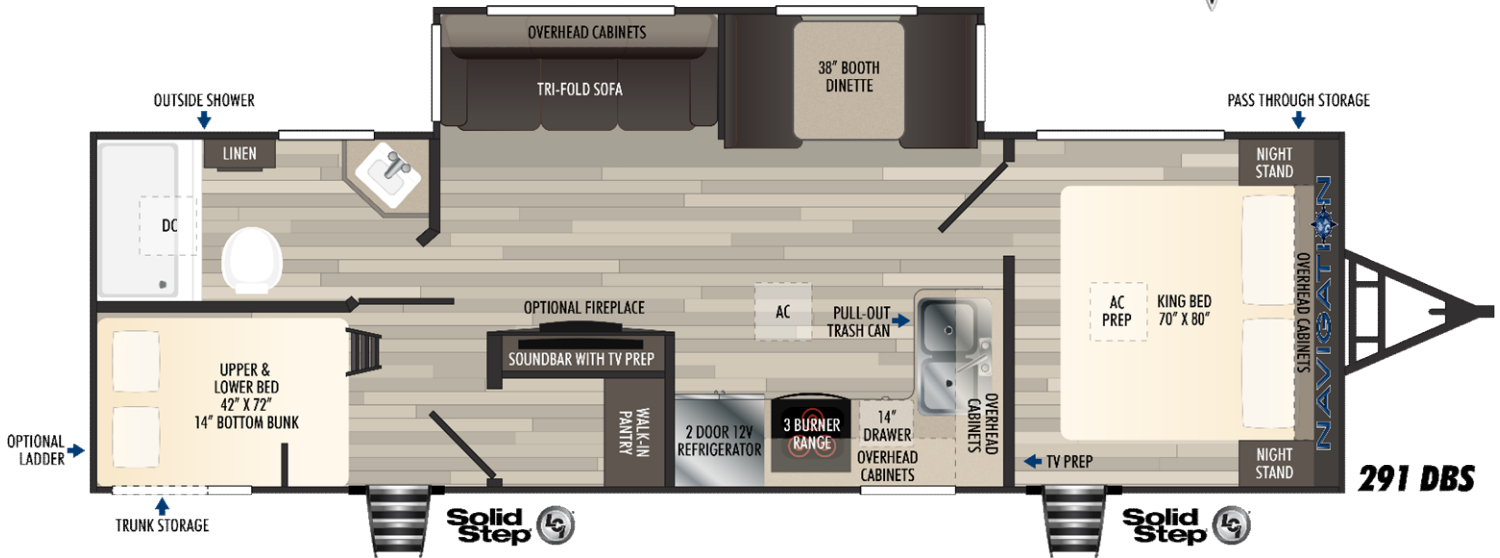 OVERHEAD CABINETS
TRI-FOLD SOFA
38" BOOTH
DINETTE
OUTSIDE SHOWER
PASS THROUGH STORAGE
LINEN
NIGHT
STAND
DC
NAVIGATION
OVERHEAD CABINETS
AC
PREP
KING BED
70" X 80"
AC
PULL-OUT
TRASH CAN
OPTIONAL FIREPLACE
SOUNDBAR WITH TV PREP
UPPER &
LOWER BED
42" X 72"
14" BOTTOM BUNK
WALK-IN
PANTRY
2 DOOR 12V
REFRIGERATOR
3 BURNER
RANGE
14"
DRAWER
OVERHEAD
CABINETS
OVERHEAD
CABINETS
TV PREP
NIGHT
STAND
OPTIONAL
LADDER
TRUNK STORAGE
291 DBS
Solid
Step
LCI
Solid
Step
LCI